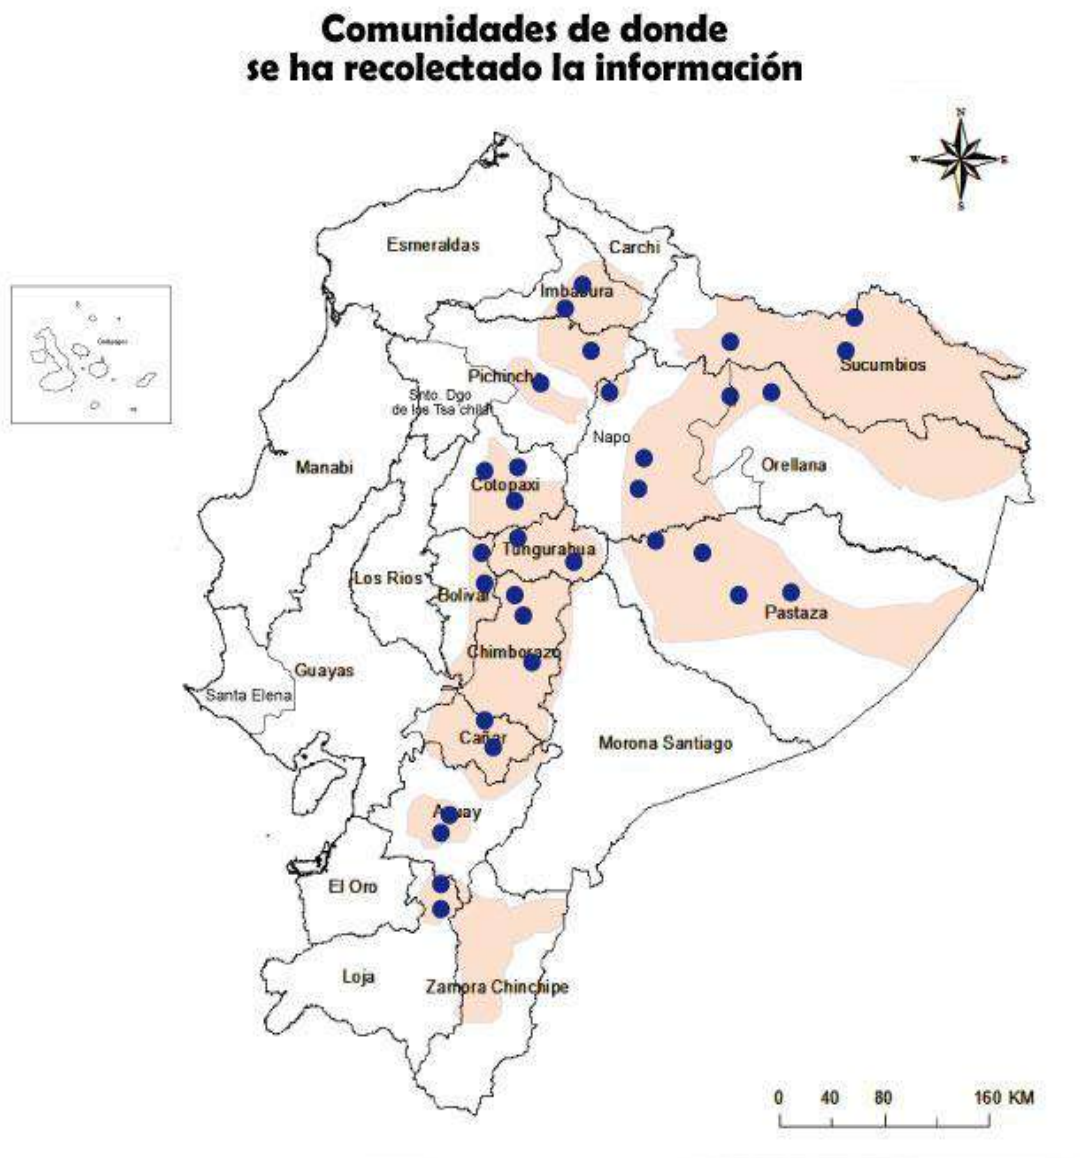 Comunidades de donde
se ha recolectado la información
N
W
E
S
Esmeraldas
Carchi
Imbabura
Galapagos
Sucumbios
Pichincha
Snto. Dgo
de los Tsa´chilas
Napo
Manabi
Orellana
Cotopaxi
Tungurahua
Los Rios
Bolivar
Pastaza
Chimborazo
Guayas
Santa Elena
Cañar
Morona Santiago
Azuay
El Oro
Loja
Zamora Chinchipe
0 40 80 160 KM